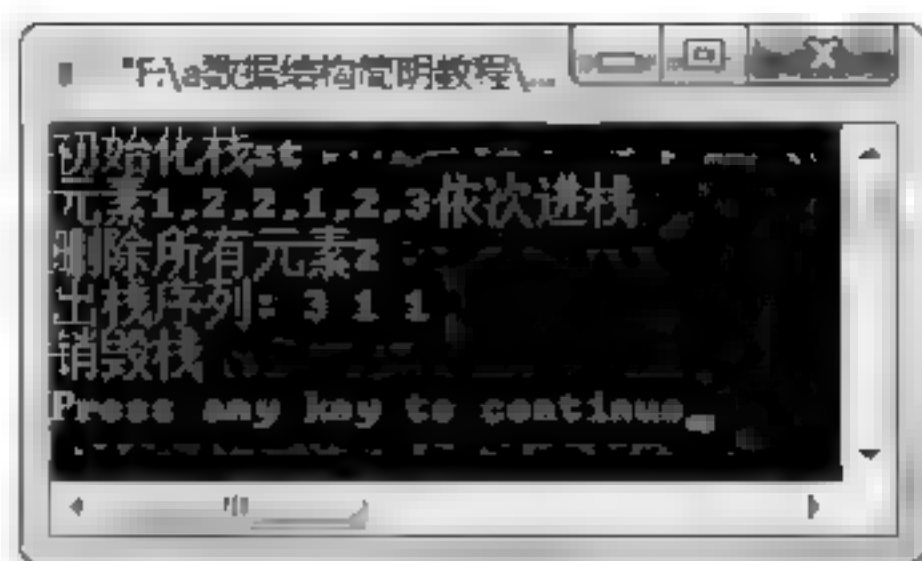 "F:\a数据结构简明教程\...
初始化栈st
元素1,2,2,1,2,3依次进栈
删除所有元素2
出栈序列: 3 1 1
销毁栈
Press any key to continue_